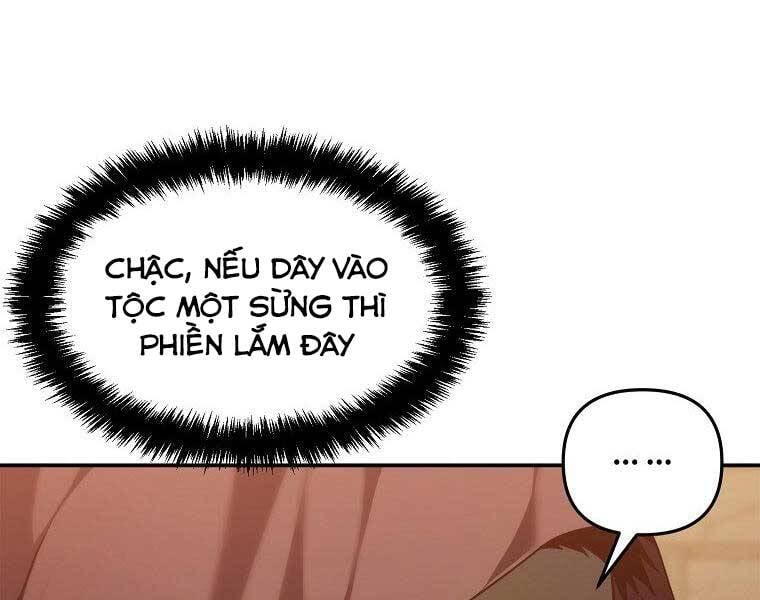 CHẬC, NẾU DÂY VÀO
TỘC MỘT SỪNG THÌ
PHIỀN LẮM ĐÂY
... ...